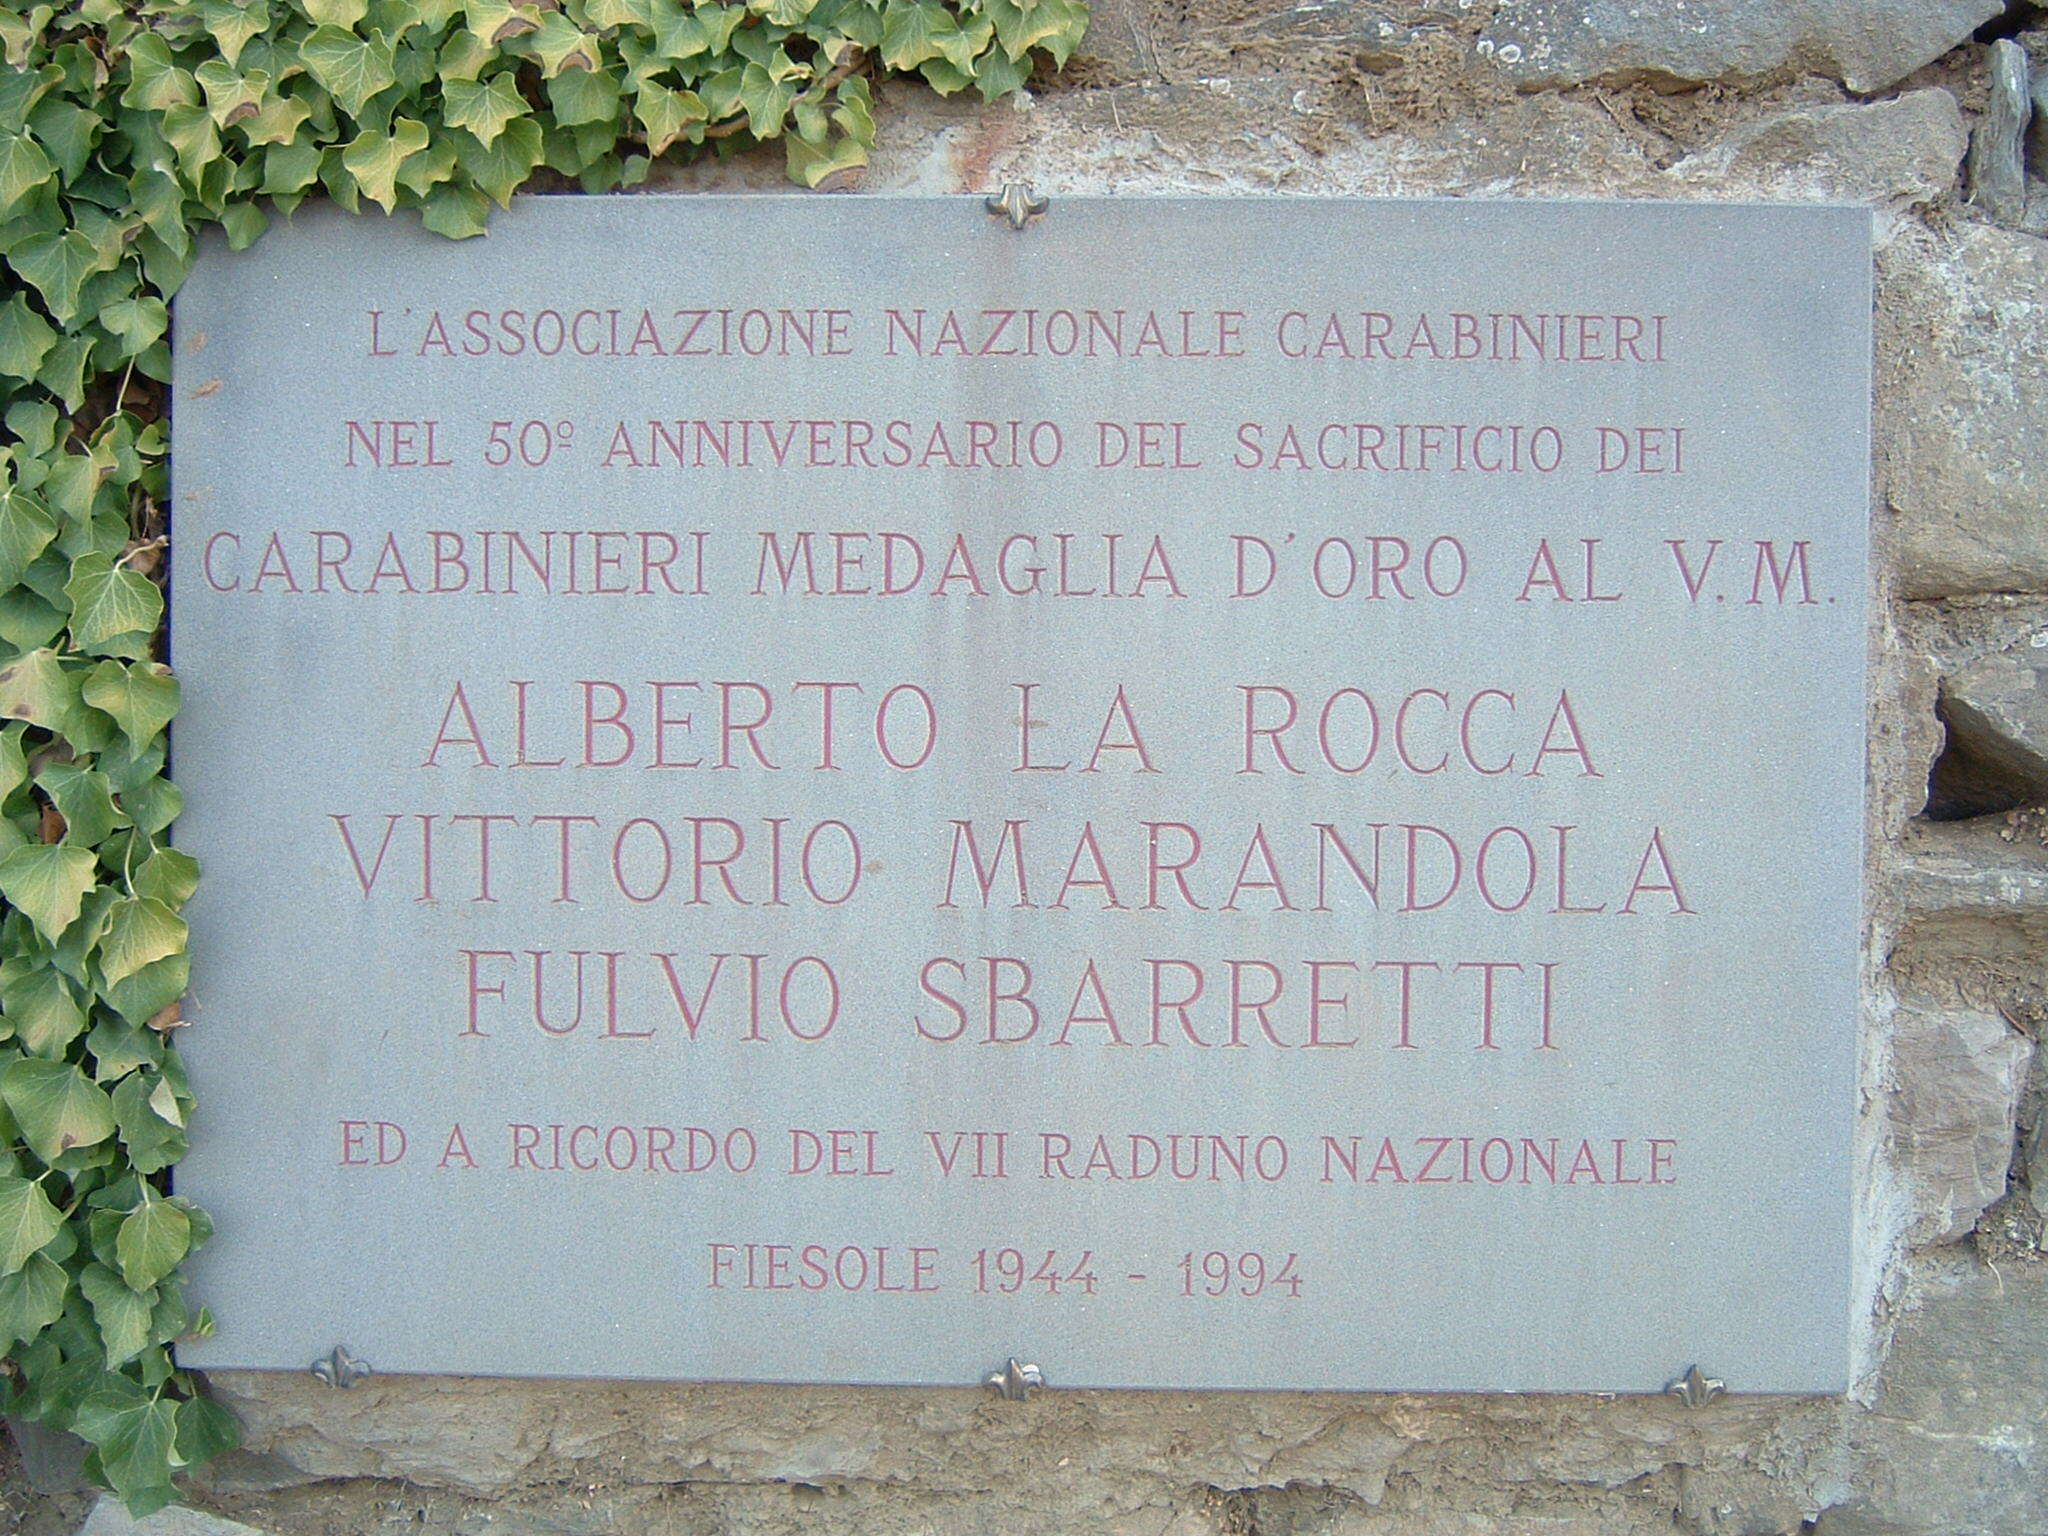 L'ASSOCIAZIONE NAZIONALE CARABINIERI
NEL 50º ANNIVERSARIO DEL SACRIFICIO DEI
CARABINIERI MEDAGLIA D'ORO AL V.M.
ALBERTO LA ROCCA
VITTORIO MARANDOLA
FULVIO SBARRETTI
ED A RICORDO DEL VII RADUNO NAZIONALE
FIESOLE 1944 - 1994